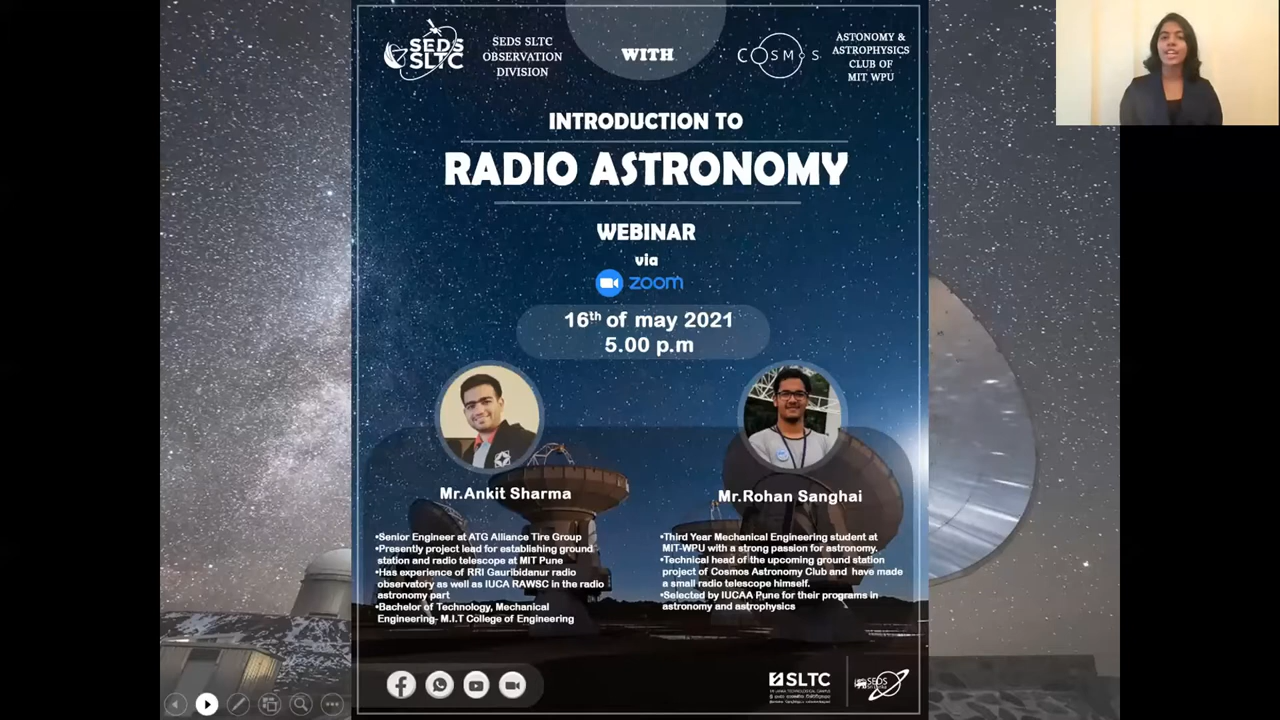 SEDS
SLTC
SEDS SLTC
OBSERVATION
DIVISION
WITH
COSMOS
ASTONOMY &
ASTROPHYSICS
CLUB OF
MIT WPU
INTRODUCTION TO
RADIO ASTRONOMY
WEBINAR
via
zoom
16th of may 2021
5.00 p.m
Mr.Ankit Sharma
•Senior Engineer at ATG Alliance Tire Group
•Presently project lead for establishing ground
station and radio telescope at MIT Pune
•Has experience of RRI Gauribidanur radio
observatory as well as IUCA RAWSC in the radio
astronomy part
•Bachelor of Technology, Mechanical
Engineering- M.I.T College of Engineering
Mr.Rohan Sanghai
•Third Year Mechanical Engineering student at
MIT-WPU with a strong passion for astronomy.
•Technical head of the upcoming ground station
project of Cosmos Astronomy Club and have made
a small radio telescope himself.
•Selected by IUCAA Pune for their programs in
astronomy and astrophysics
SLTC
SEDS